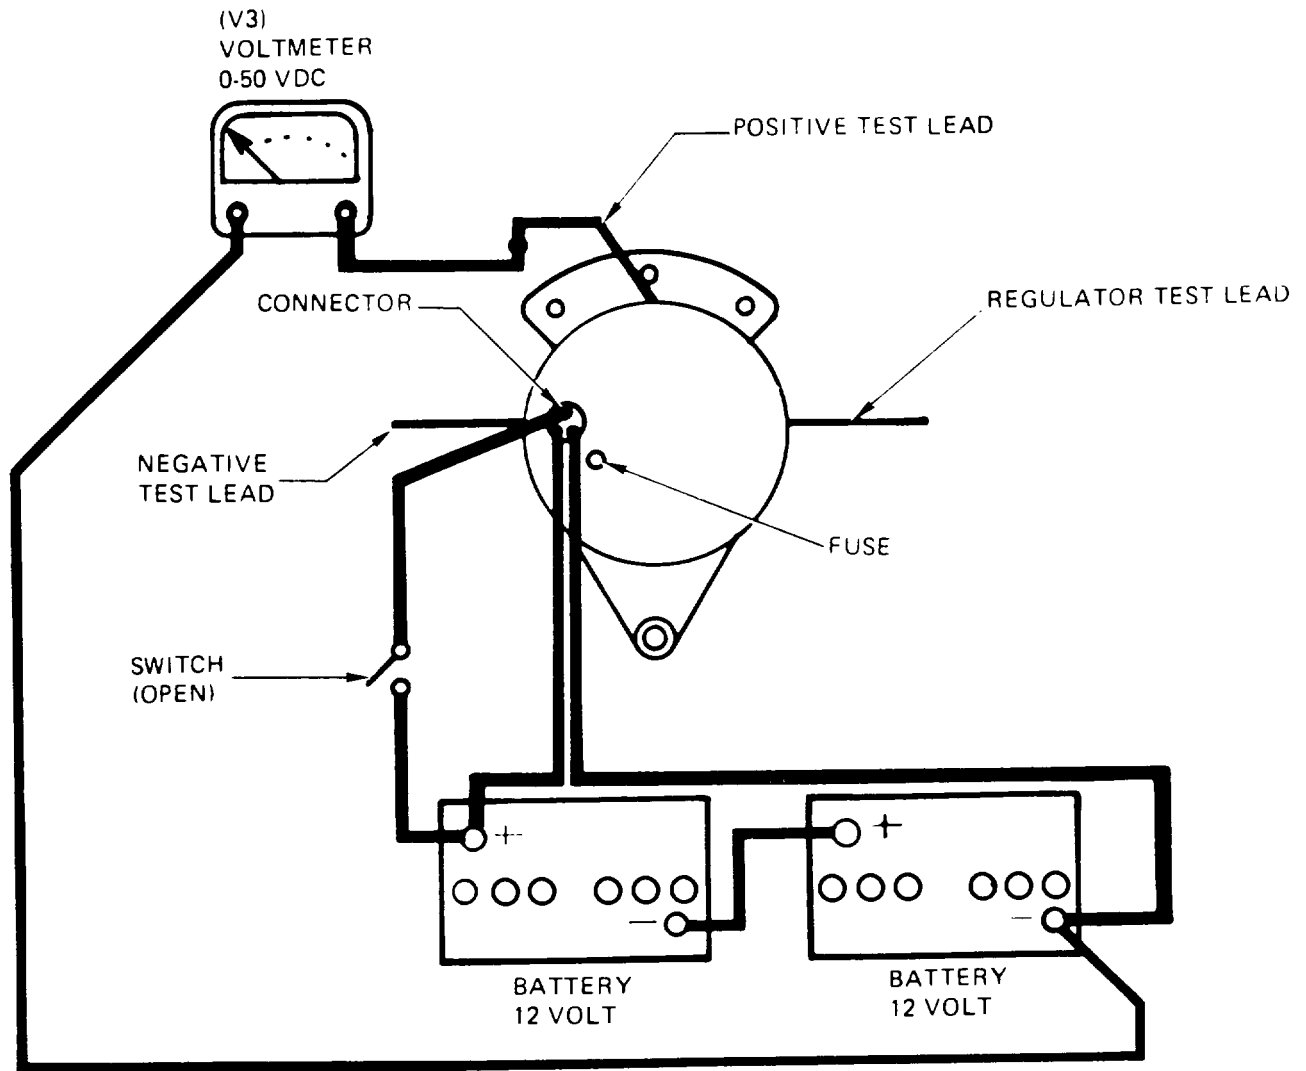 (V3)
VOLTMETER
0-50 VDC
POSITIVE TEST LEAD
CONNECTOR
REGULATOR TEST LEAD
NEGATIVE
TEST LEAD
FUSE
SWITCH
(OPEN)
+
+
—
—
BATTERY
12 VOLT
BATTERY
12 VOLT